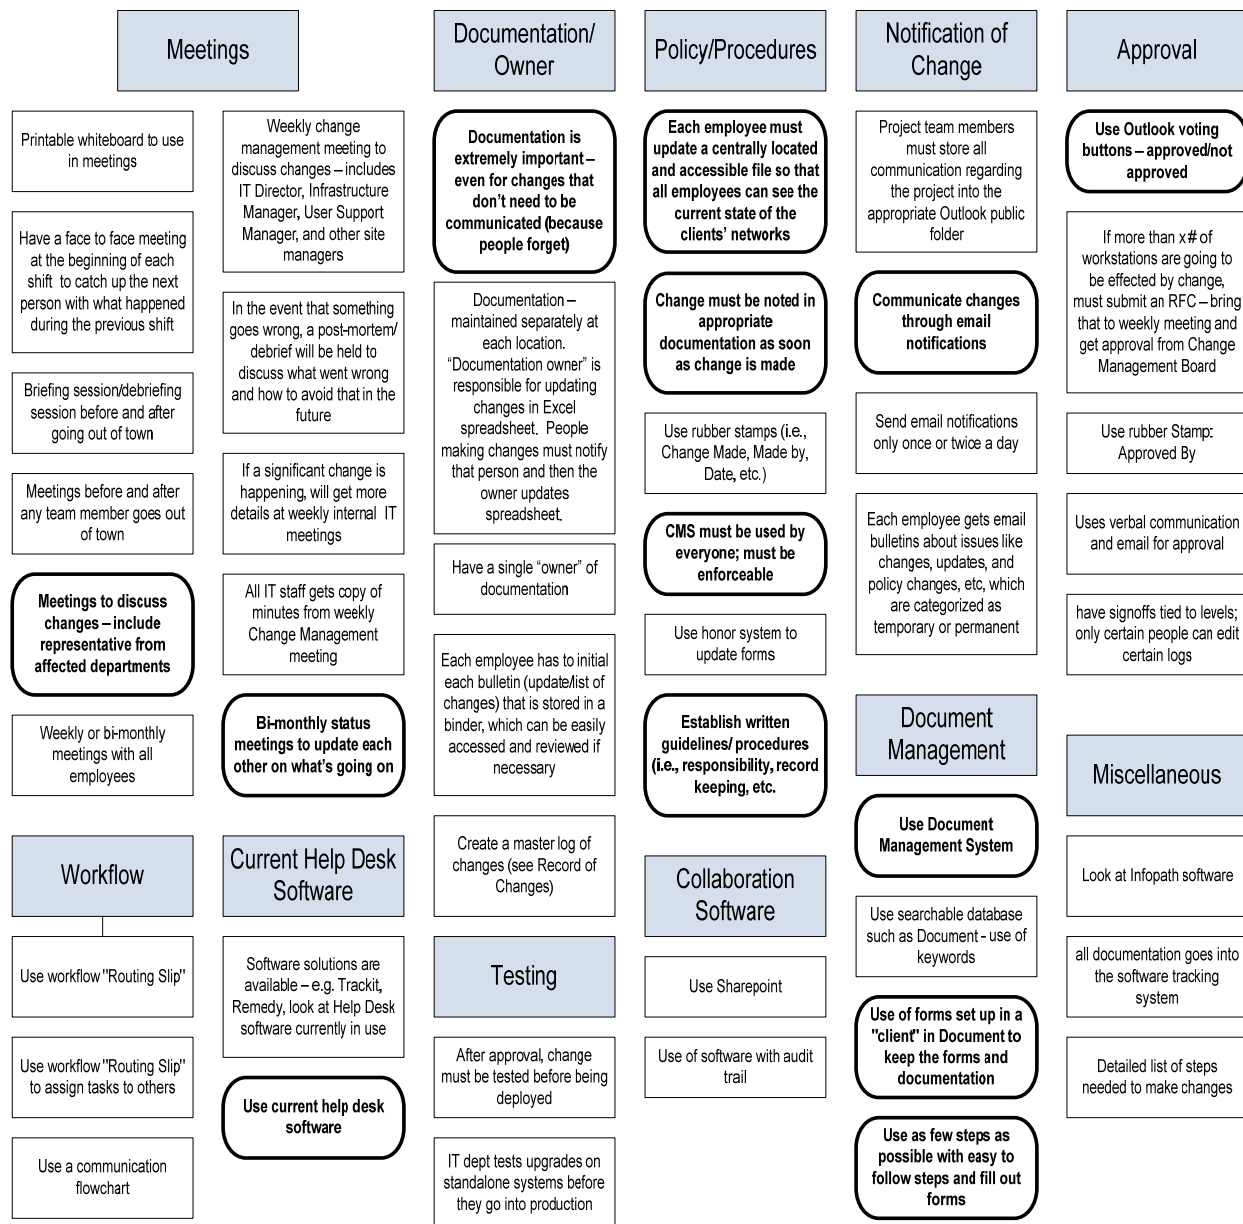 Meetings
Printable whiteboard to use
in meetings
Have a face to face meeting
at the beginning of each
shift to catch up the next
person with what happened
during the previous shift
Briefing session/debriefing
session before and after
going out of town
Meetings before and after
any team member goes out
of town
Meetings to discuss
changes – include
representative from
affected departments
Weekly or bi-monthly
meetings with all
employees
Weekly change
management meeting to
discuss changes – includes
IT Director, Infrastructure
Manager, User Support
Manager, and other site
managers
In the event that something
goes wrong, a post-mortem/
debrief will be held to
discuss what went wrong
and how to avoid that in the
future
If a significant change is
happening, will get more
details at weekly internal IT
meetings
All IT staff gets copy of
minutes from weekly
Change Management
meeting
Bi-monthly status
meetings to update each
other on what's going on
Workflow
Use workflow "Routing Slip"
Use workflow "Routing Slip"
to assign tasks to others
Use a communication
flowchart
Current Help Desk
Software
Software solutions are
available – e.g. Trackit,
Remedy, look at Help Desk
software currently in use
Use current help desk
software
Documentation/
Owner
Documentation is
extremely important –
even for changes that
don't need to be
communicated (because
people forget)
Documentation –
maintained separately at
each location.
"Documentation owner" is
responsible for updating
changes in Excel
spreadsheet. People
making changes must notify
that person and then the
owner updates
spreadsheet.
Have a single "owner" of
documentation
Each employee has to initial
each bulletin (update/list of
changes) that is stored in a
binder, which can be easily
accessed and reviewed if
necessary
Create a master log of
changes (see Record of
Changes)
Testing
After approval, change
must be tested before being
deployed
IT dept tests upgrades on
standalone systems before
they go into production
Policy/Procedures
Each employee must
update a centrally located
and accessible file so that
all employees can see the
current state of the
clients' networks
Change must be noted in
appropriate
documentation as soon
as change is made
Use rubber stamps (i.e.,
Change Made, Made by,
Date, etc.)
CMS must be used by
everyone; must be
enforceable
Use honor system to
update forms
Establish written
guidelines/ procedures
(i.e., responsibility, record
keeping, etc.
Collaboration
Software
Use Sharepoint
Use of software with audit
trail
Notification of
Change
Project team members
must store all
communication regarding
the project into the
appropriate Outlook public
folder
Communicate changes
through email
notifications
Send email notifications
only once or twice a day
Each employee gets email
bulletins about issues like
changes, updates, and
policy changes, etc, which
are categorized as
temporary or permanent
Document
Management
Use Document
Management System
Use searchable database
such as Document - use of
keywords
Use of forms set up in a
"client" in Document to
keep the forms and
documentation
Use as few steps as
possible with easy to
follow steps and fill out
forms
Approval
Use Outlook voting
buttons – approved/not
approved
If more than x# of
workstations are going to
be effected by change,
must submit an RFC – bring
that to weekly meeting and
get approval from Change
Management Board
Use rubber Stamp:
Approved By
Uses verbal communication
and email for approval
have signoffs tied to levels;
only certain people can edit
certain logs
Miscellaneous
Look at Infopath software
all documentation goes into
the software tracking
system
Detailed list of steps
needed to make changes